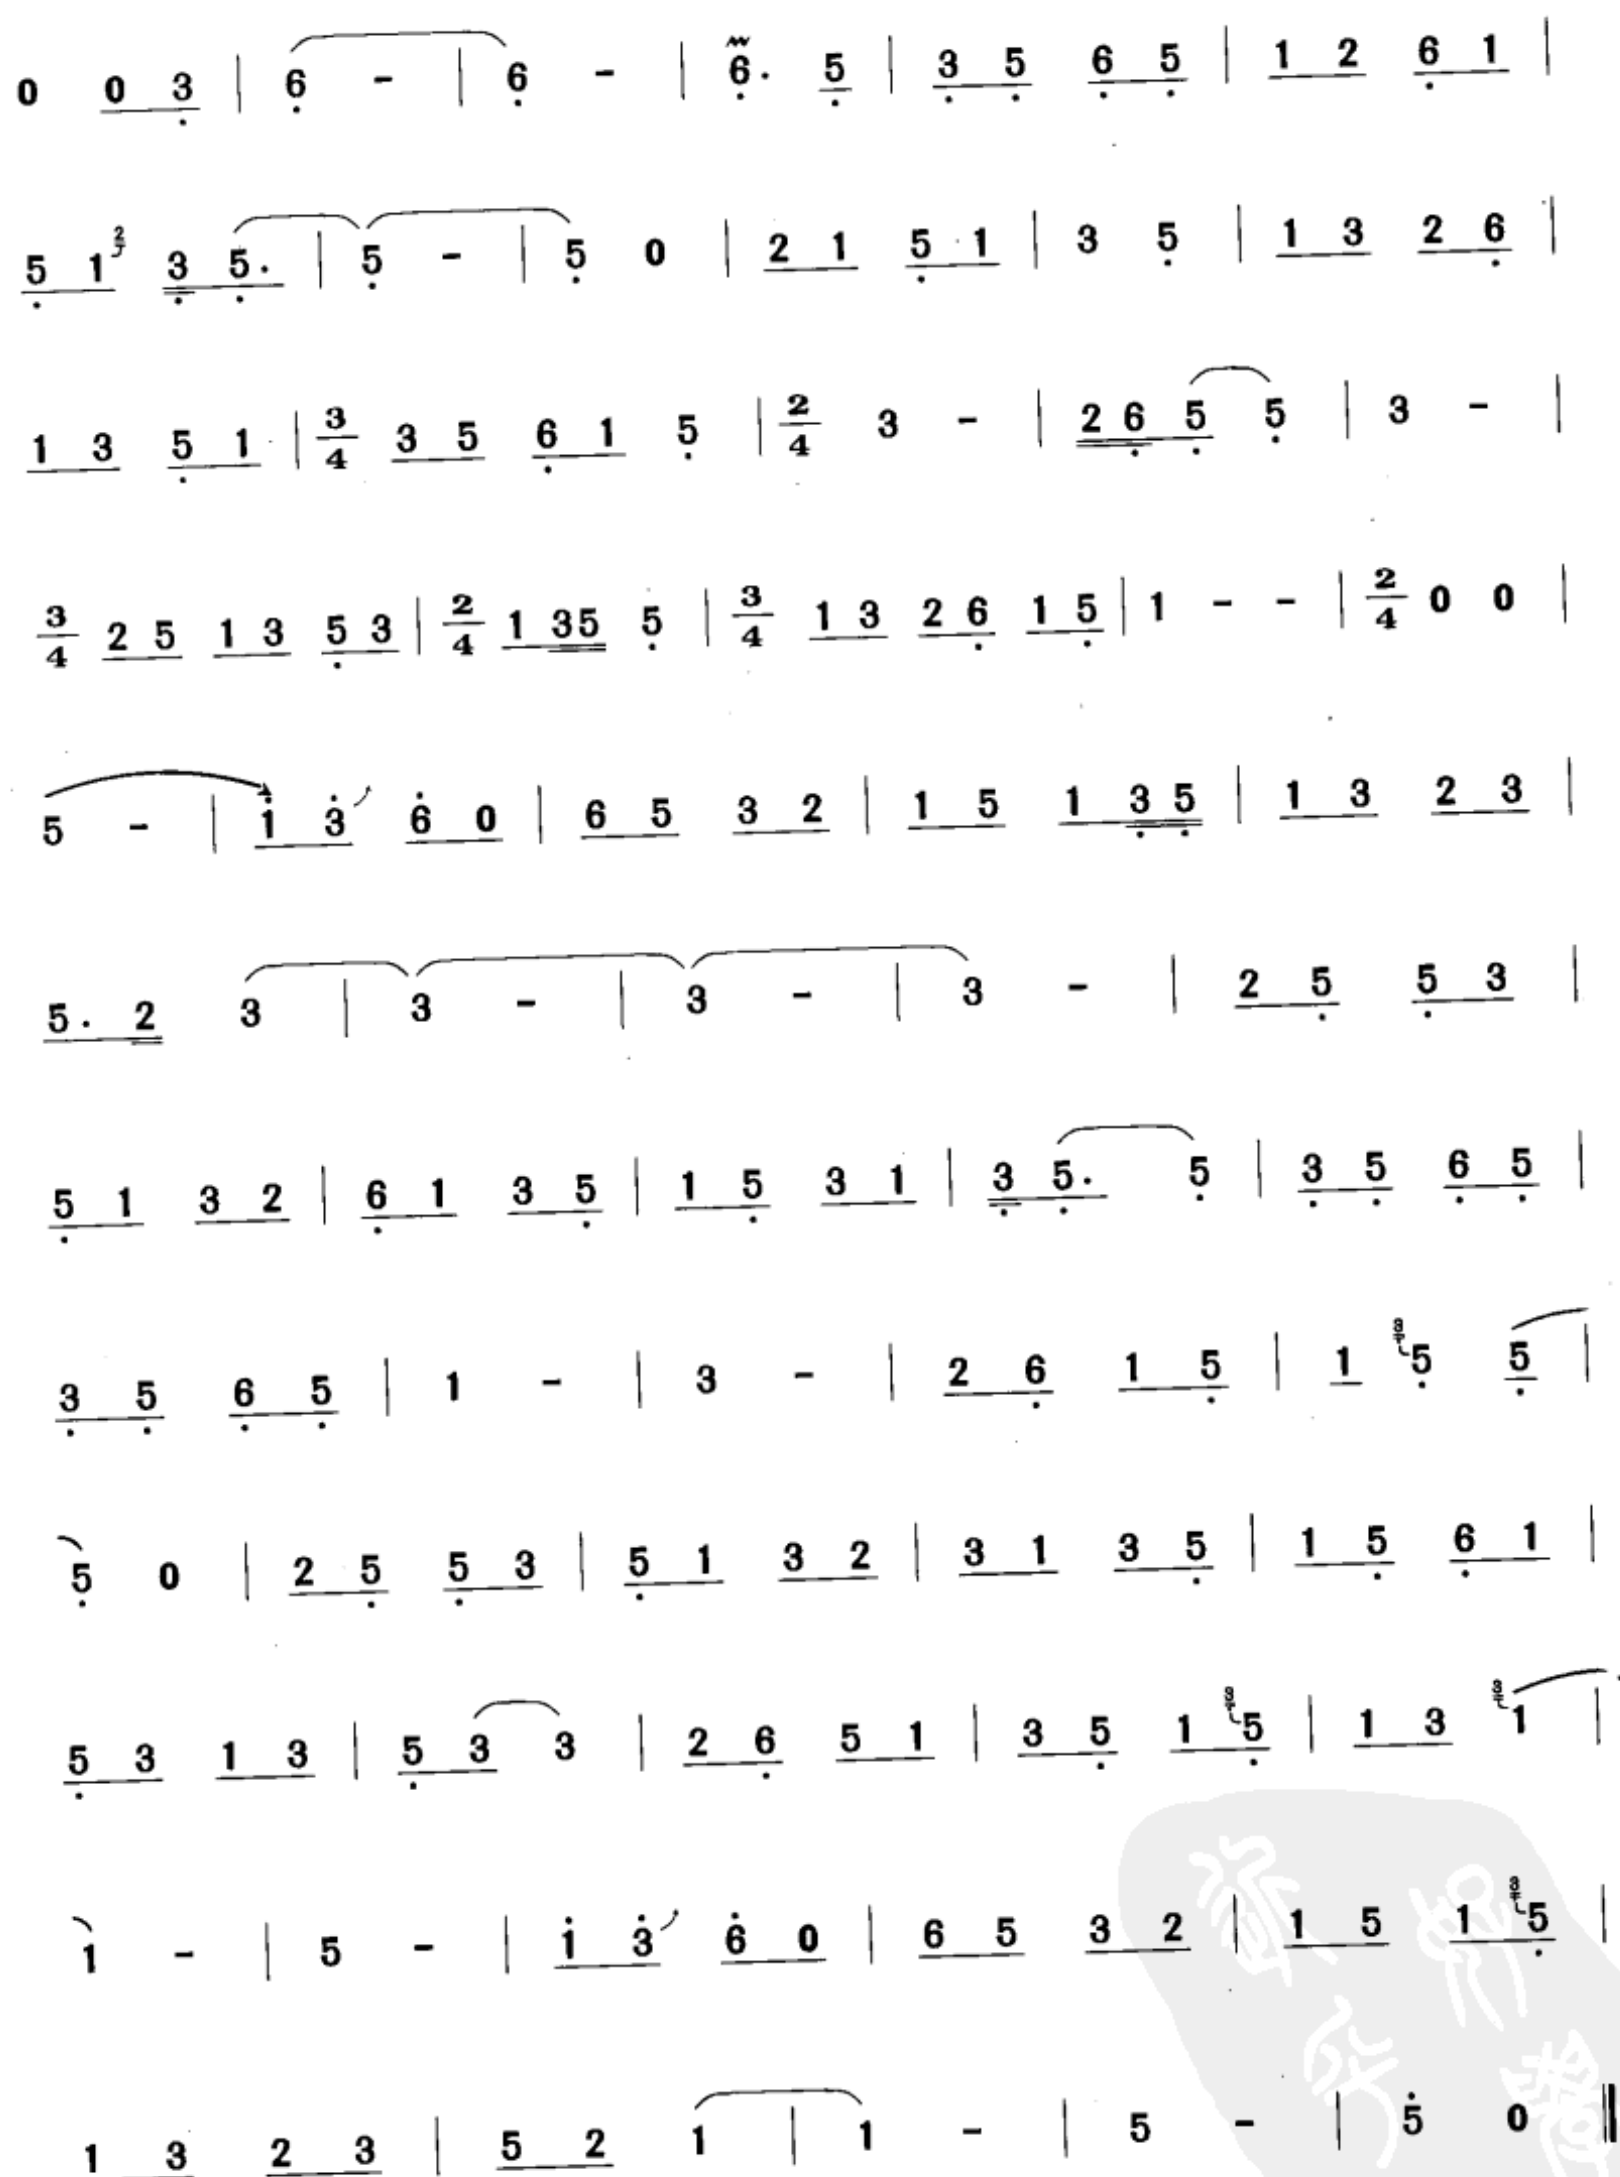 0 0 3 | 6 - | 6 - | 6. 5 | 3 5 6 5 | 1 2 6 1 |
5 1 2 3 5. | 5 - | 5 0 | 2 1 5 1 | 3 5 | 1 3 2 6 |
1 3 5 1 | 3/4 3 5 6 1 5 | 2/4 3 - | 2 6 5 5 | 3 - |
3/4 2 5 1 3 5 3 | 2/4 1 35 5 | 3/4 1 3 2 6 1 5 | 1 - - | 2/4 0 0 |
5 - | 1 3 6 0 | 6 5 3 2 | 1 5 1 3 5 | 1 3 2 3 |
5. 2 3 | 3 - | 3 - | 3 - | 2 5 5 3 |
5 1 3 2 | 6 1 3 5 | 1 5 3 1 | 3 5. 5 | 3 5 6 5 |
3 5 6 5 | 1 - | 3 - | 2 6 1 5 | 1 5 5 |
5 0 | 2 5 5 3 | 5 1 3 2 | 3 1 3 5 | 1 5 6 1 |
5 3 1 3 | 5 3 3 | 2 6 5 1 | 3 5 1 5 | 1 3 1 |
1 - | 5 - | 1 3 6 0 | 6 5 3 2 | 1 5 1 5 |
1 3 2 3 | 5 2 1 | 1 - | 5 - | 5 0 ‖